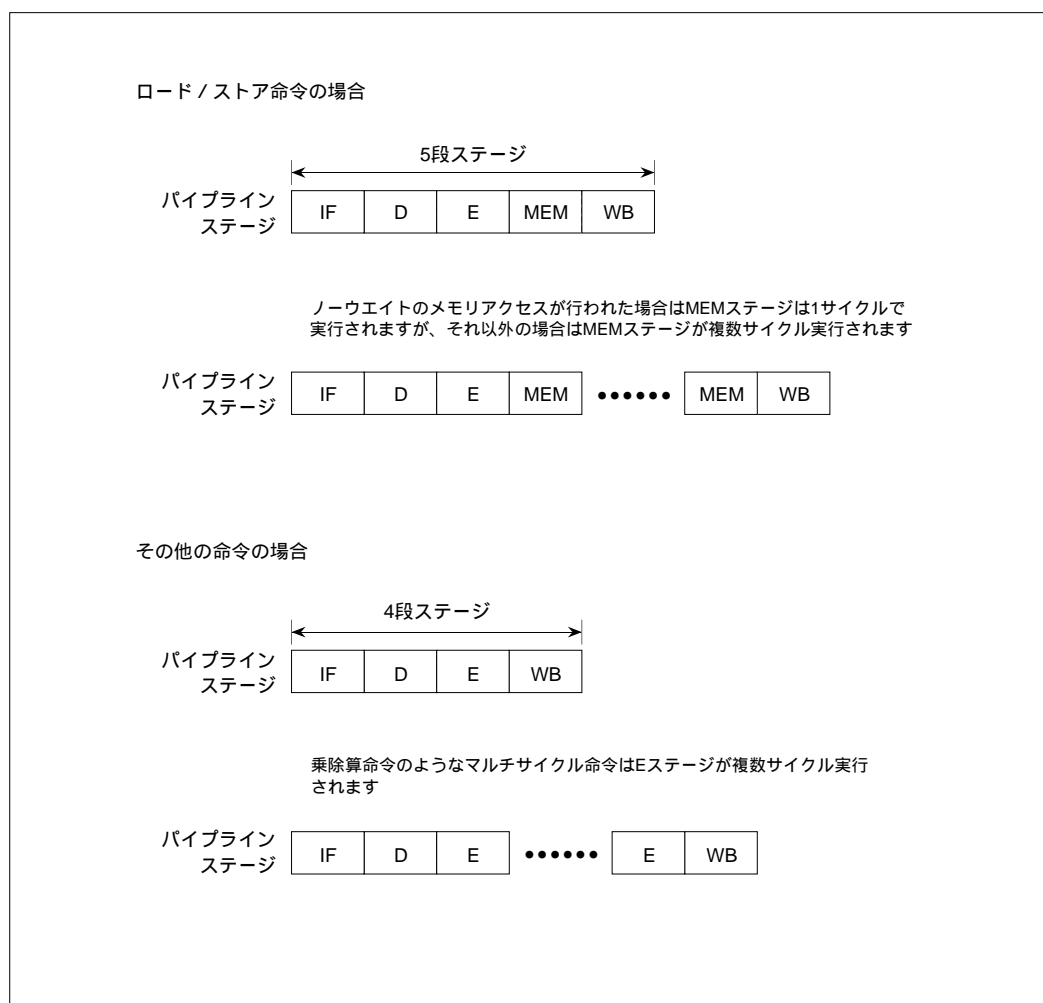 ロード / ストア命令の場合
5段ステージ
パイプライン
ステージ
IF D E MEM WB
ノーウエイトのメモリアクセスが行われた場合はMEMステージは1サイクルで
実行されますが、それ以外の場合はMEMステージが複数サイクル実行されます
パイプライン
ステージ
IF D E MEM •••••• MEM WB
その他の命令の場合
4段ステージ
パイプライン
ステージ
IF D E WB
乗除算命令のようなマルチサイクル命令はEステージが複数サイクル実行
されます
パイプライン
ステージ
IF D E •••••• E WB